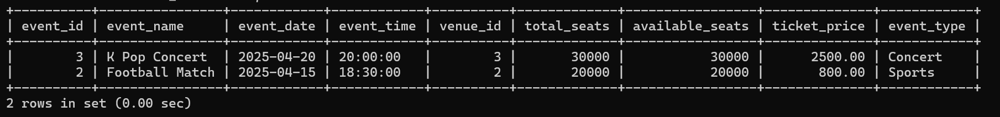 +----------+----------------+------------+------------+----------+-------------+-----------------+--------------+------------+
| event_id | event_name     | event_date | event_time | venue_id | total_seats | available_seats | ticket_price | event_type |
+----------+----------------+------------+------------+----------+-------------+-----------------+--------------+------------+
|        3 | K Pop Concert  | 2025-04-20 | 20:00:00   |        3 |       30000 |           30000 |      2500.00 | Concert    |
|        2 | Football Match | 2025-04-15 | 18:30:00   |        2 |       20000 |           20000 |       800.00 | Sports     |
+----------+----------------+------------+------------+----------+-------------+-----------------+--------------+------------+
2 rows in set (0.00 sec)